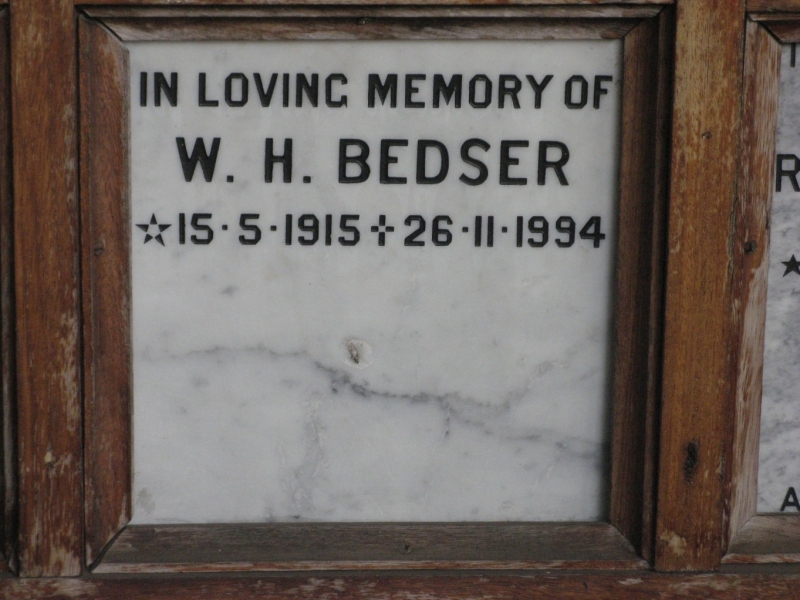 IN LOVING MEMORY OF
W. H. BEDSER
☆15·5·1915✝26·11·1994